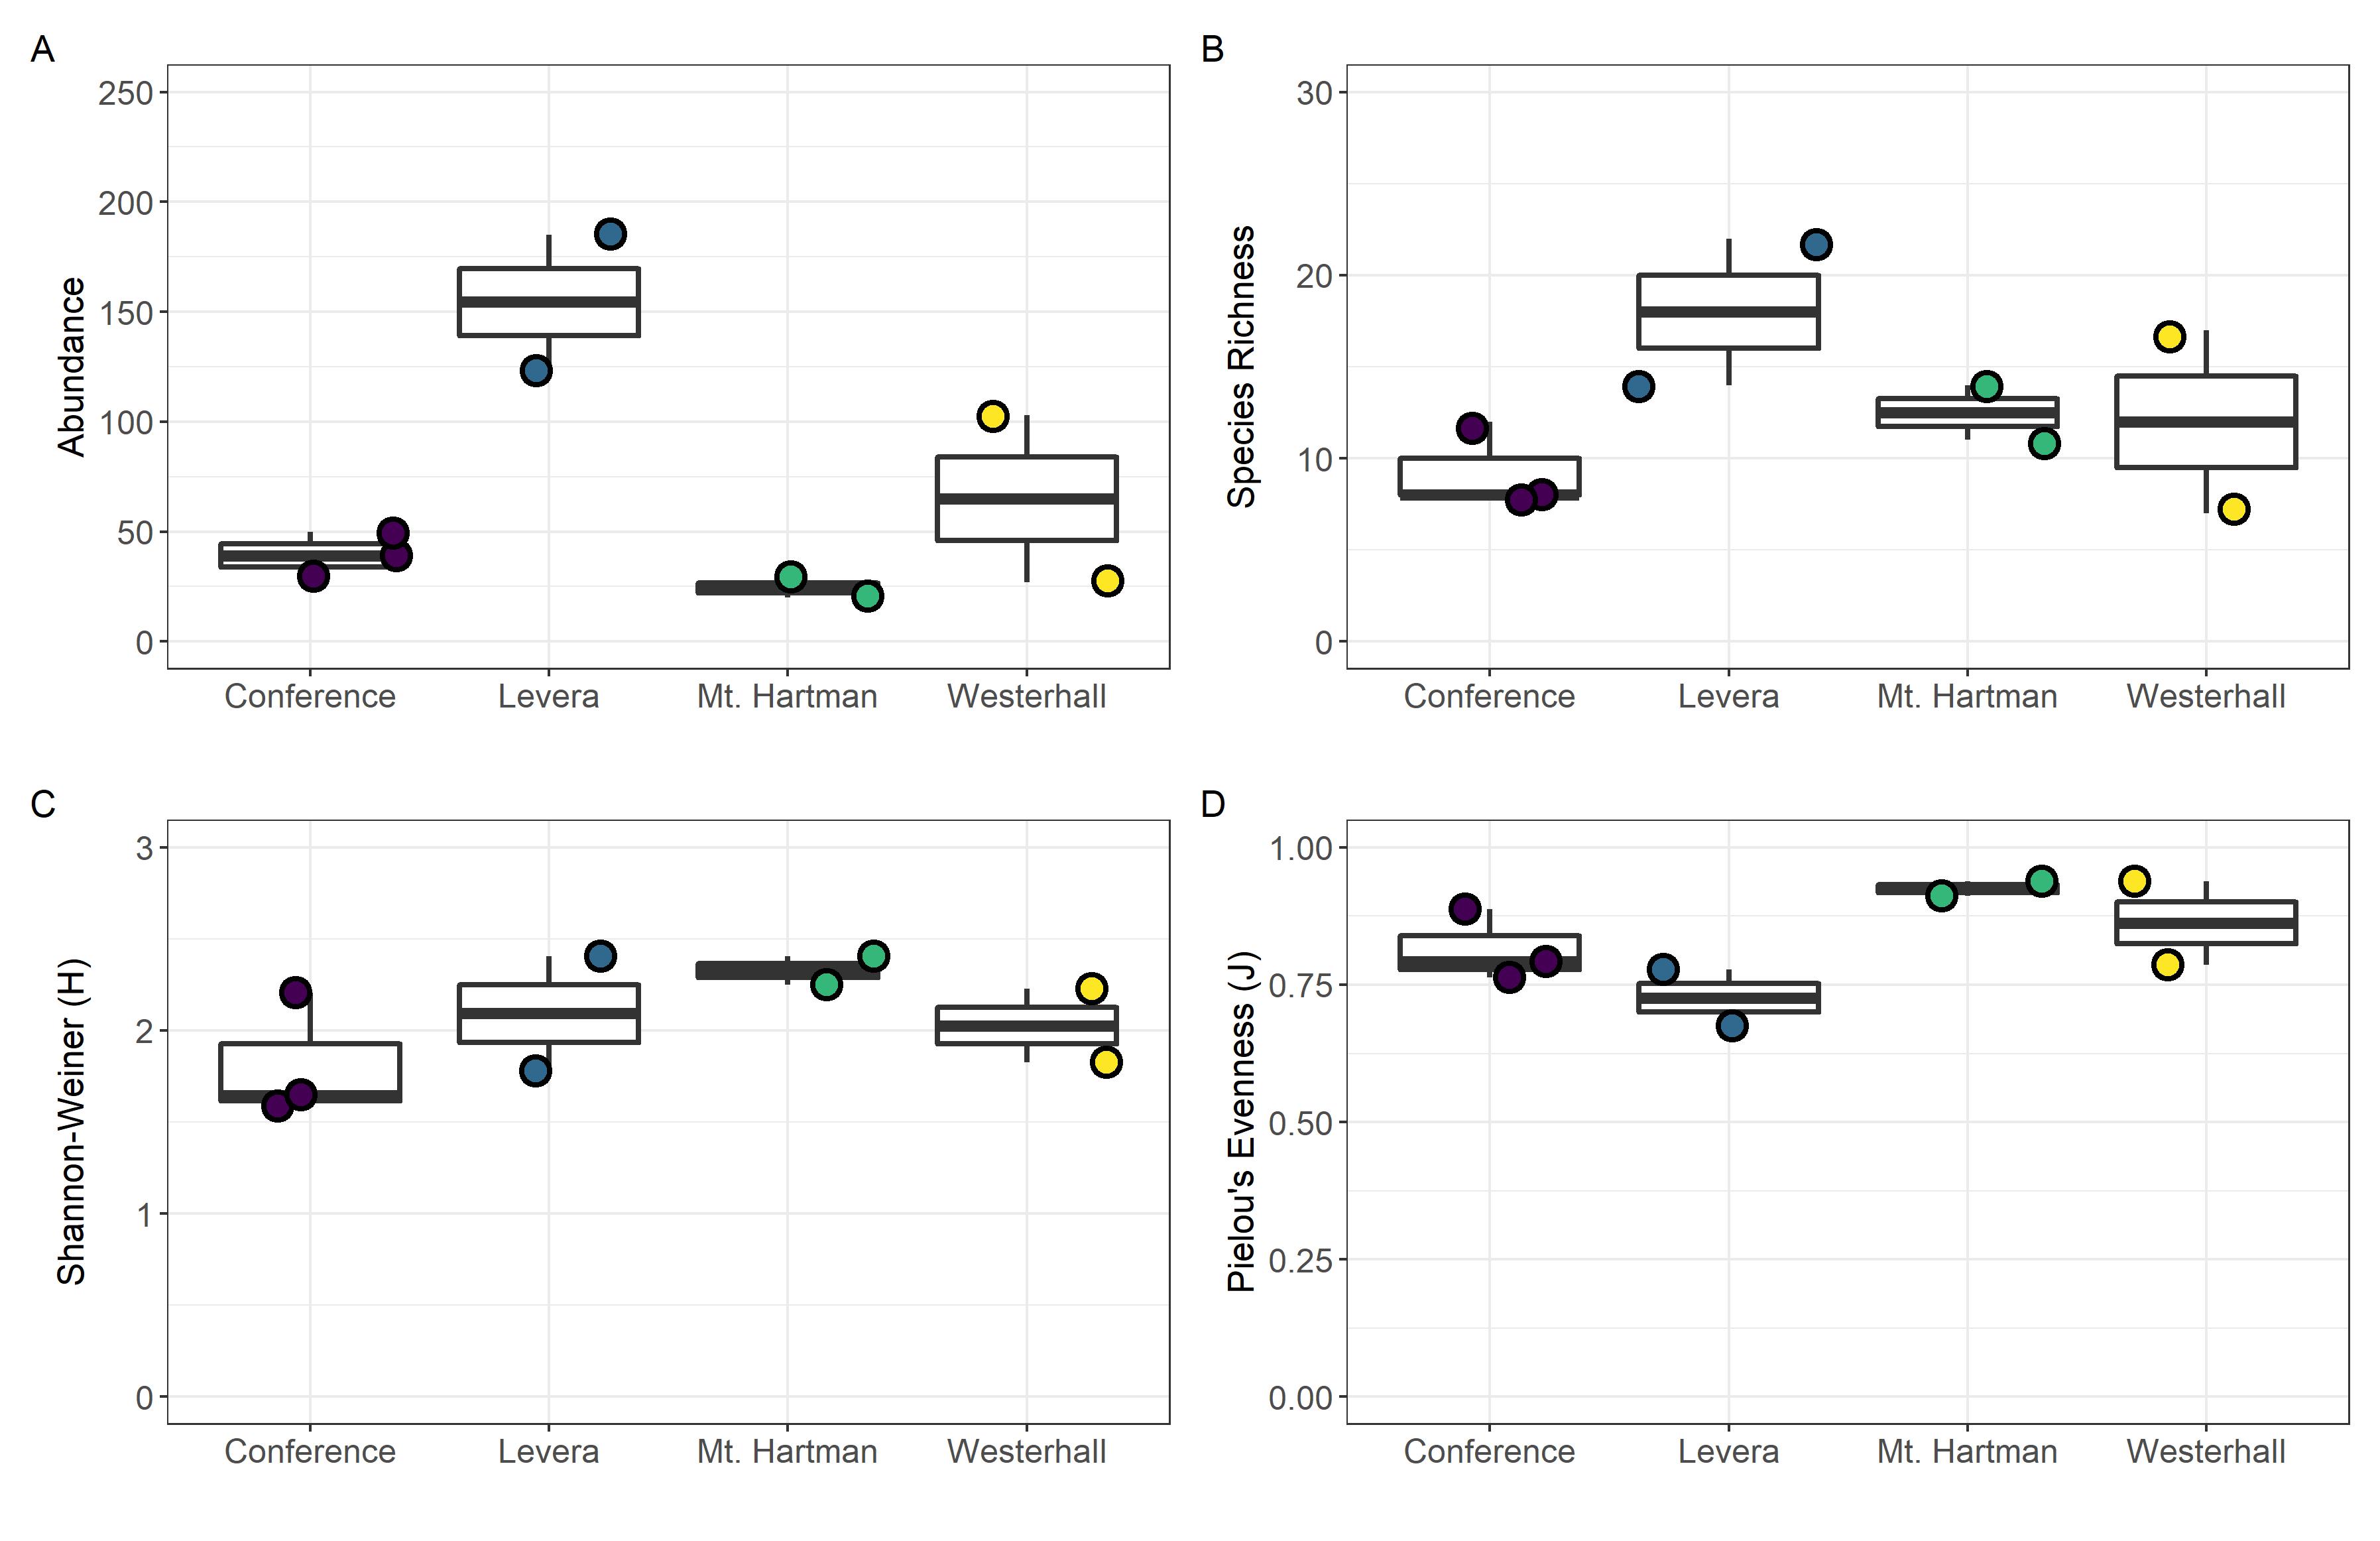 A
Abundance
250
200
150
100
50
0
Conference Levera Mt. Hartman Westerhall
B
Species Richness
30
20
10
0
Conference Levera Mt. Hartman Westerhall
C
Shannon-Weiner (H)
3
2
1
0
Conference Levera Mt. Hartman Westerhall
D
Pielou's Evenness (J)
1.00
0.75
0.50
0.25
0.00
Conference Levera Mt. Hartman Westerhall